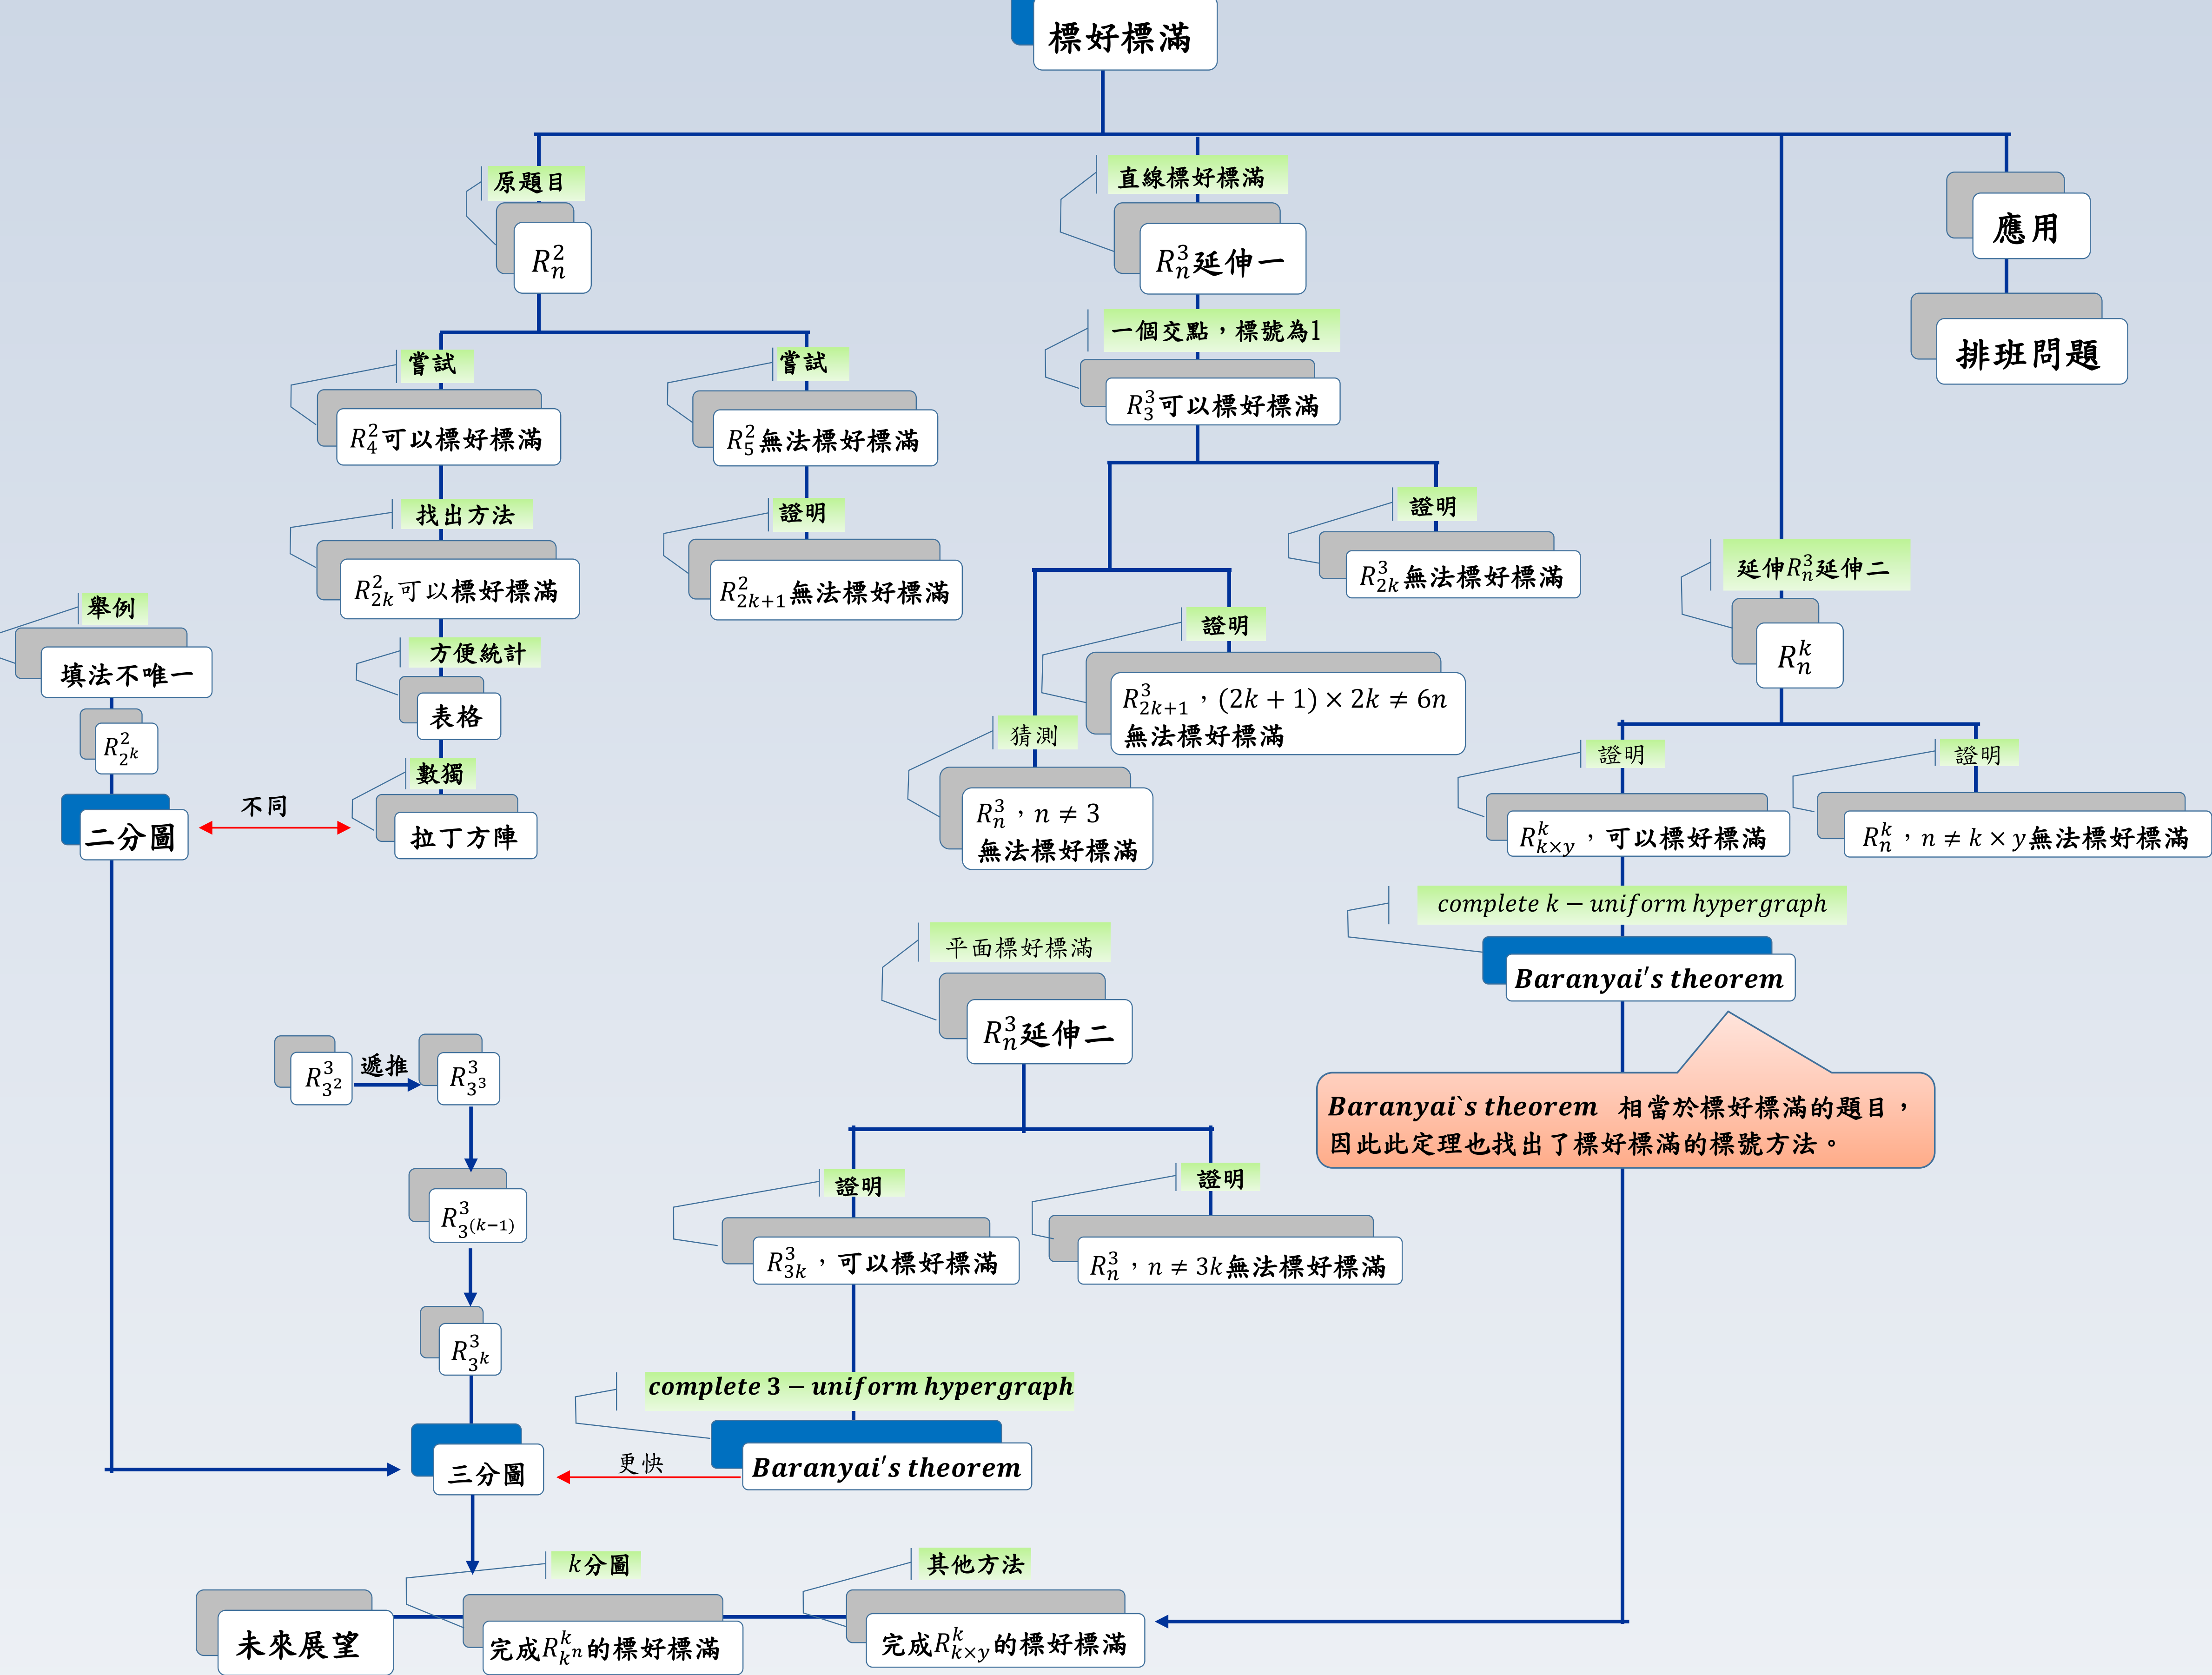 標好標滿
原題目
R_n^2
嘗試
R_4^2可以標好標滿
找出方法
R_{2k}^2可以標好標滿
方便統計
表格
數獨
拉丁方陣
嘗試
R_5^2無法標好標滿
證明
R_{2k+1}^2無法標好標滿
舉例
填法不唯一
R_{2^k}^2
二分圖
不同
直線標好標滿
R_n^3延伸一
一個交點，標號為1
R_3^3可以標好標滿
證明
R_{2k}^3無法標好標滿
證明
R_{2k+1}^3，(2k + 1) × 2k ≠ 6n
無法標好標滿
猜測
R_n^3，n ≠ 3
無法標好標滿
應用
排班問題
延伸R_n^3延伸二
R_n^k
證明
R_{k×y}^k，可以標好標滿
證明
R_n^k，n ≠ k × y無法標好標滿
complete k − uniform hypergraph
Baranyai's theorem
Baranyai`s theorem 相當於標好標滿的題目，
因此此定理也找出了標好標滿的標號方法。
平面標好標滿
R_n^3延伸二
證明
R_{3k}^3，可以標好標滿
證明
R_n^3，n ≠ 3k無法標好標滿
complete 3 − uniform hypergraph
Baranyai's theorem
更快
R_{3^2}^3
遞推
R_{3^3}^3
R_{3^{(k−1)}}^3
R_{3^k}^3
三分圖
未來展望
k分圖
完成R_{k^n}^k的標好標滿
其他方法
完成R_{k×y}^k的標好標滿